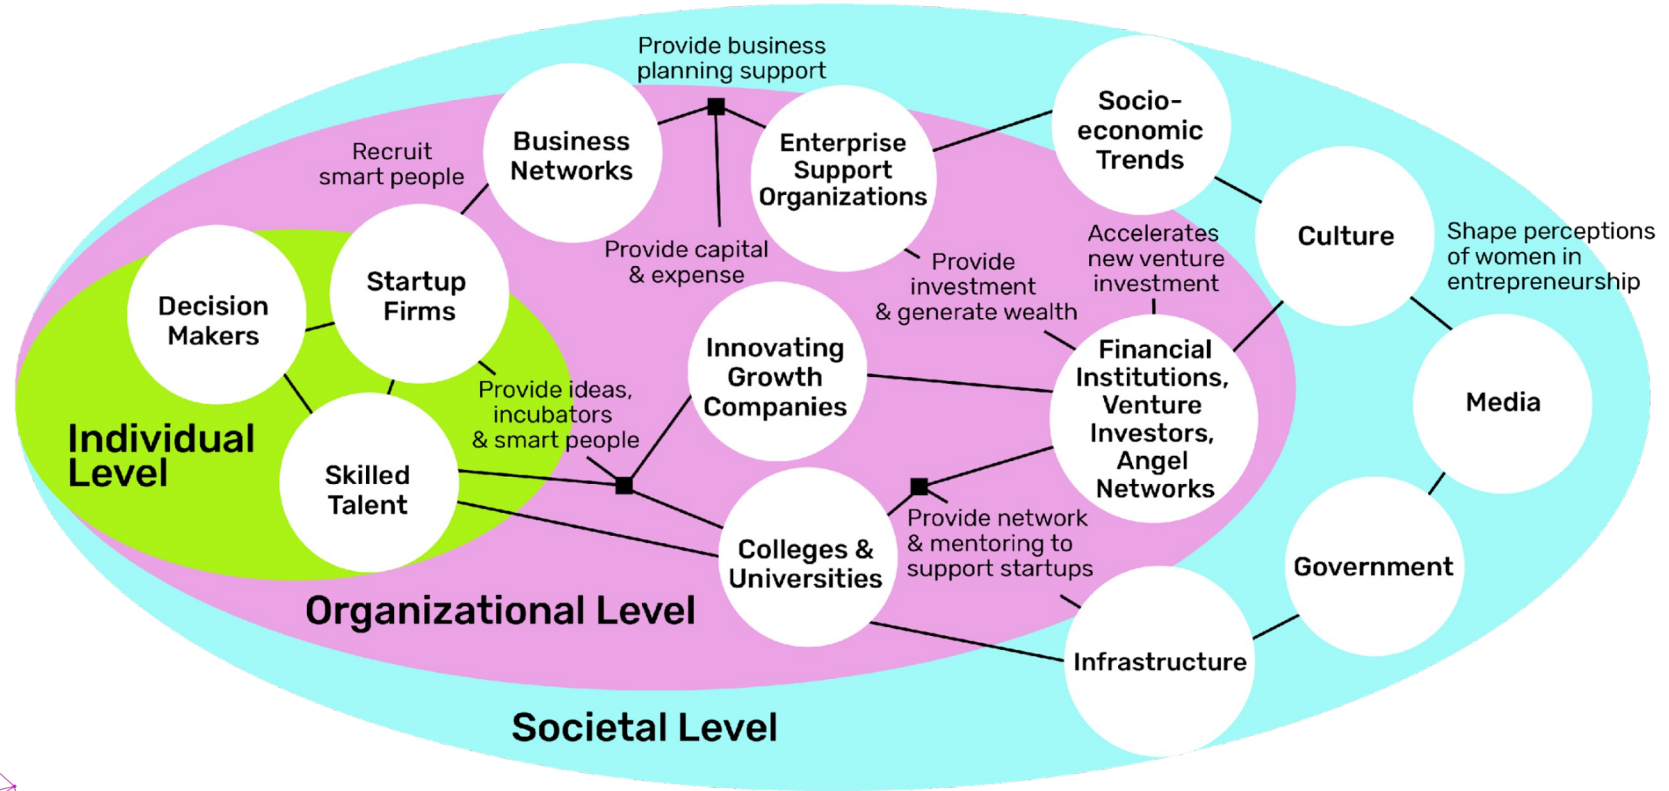 Provide business
planning support
Business
Networks
Recruit
smart people
Enterprise
Support
Organizations
Socio-
economic
Trends
Provide capital
& expense
Accelerates
new venture
investment
Culture
Shape perceptions
of women in
entrepreneurship
Decision
Makers
Startup
Firms
Provide
investment
& generate wealth
Innovating
Growth
Companies
Financial
Institutions,
Venture
Investors,
Angel
Networks
Media
Provide ideas,
incubators
& smart people
Individual
Level
Skilled
Talent
Colleges &
Universities
Provide network
& mentoring to
support startups
Government
Organizational Level
Infrastructure
Societal Level